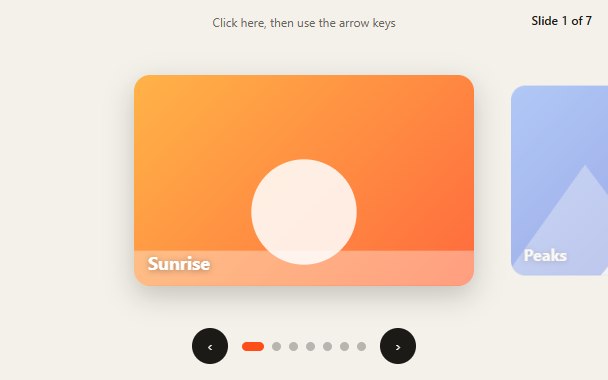 Click here, then use the arrow keys
Slide 1 of 7
Sunrise
Peaks
‹
›